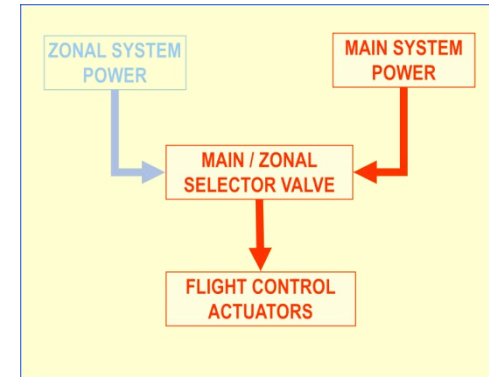 ZONAL SYSTEM
POWER
MAIN SYSTEM
POWER
MAIN / ZONAL
SELECTOR VALVE
FLIGHT CONTROL
ACTUATORS